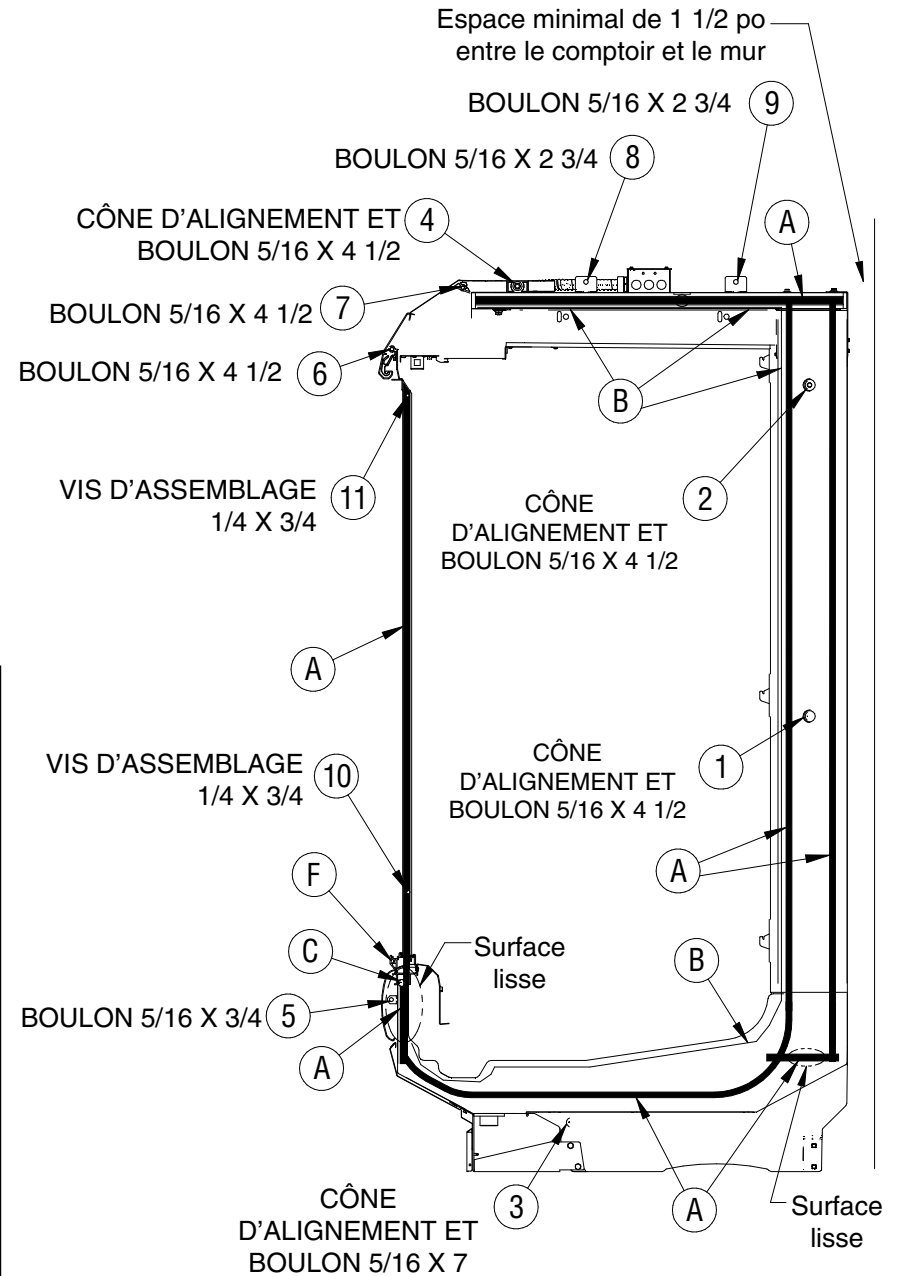 Espace minimal de 1 1/2 po
entre le comptoir et le mur
BOULON 5/16 X 2 3/4 9
BOULON 5/16 X 2 3/4 8
A
CÔNE D'ALIGNEMENT ET 4
BOULON 5/16 X 4 1/2
BOULON 5/16 X 4 1/2 7
BOULON 5/16 X 4 1/2 6
B
VIS D'ASSEMBLAGE
1/4 X 3/4
11
2
CÔNE
D'ALIGNEMENT ET
BOULON 5/16 X 4 1/2
A
VIS D'ASSEMBLAGE
1/4 X 3/4
10
1
CÔNE
D'ALIGNEMENT ET
BOULON 5/16 X 4 1/2
A
F
C
Surface
lisse
B
BOULON 5/16 X 3/4 5
A
3
CÔNE
D'ALIGNEMENT ET
BOULON 5/16 X 7
A
Surface
lisse